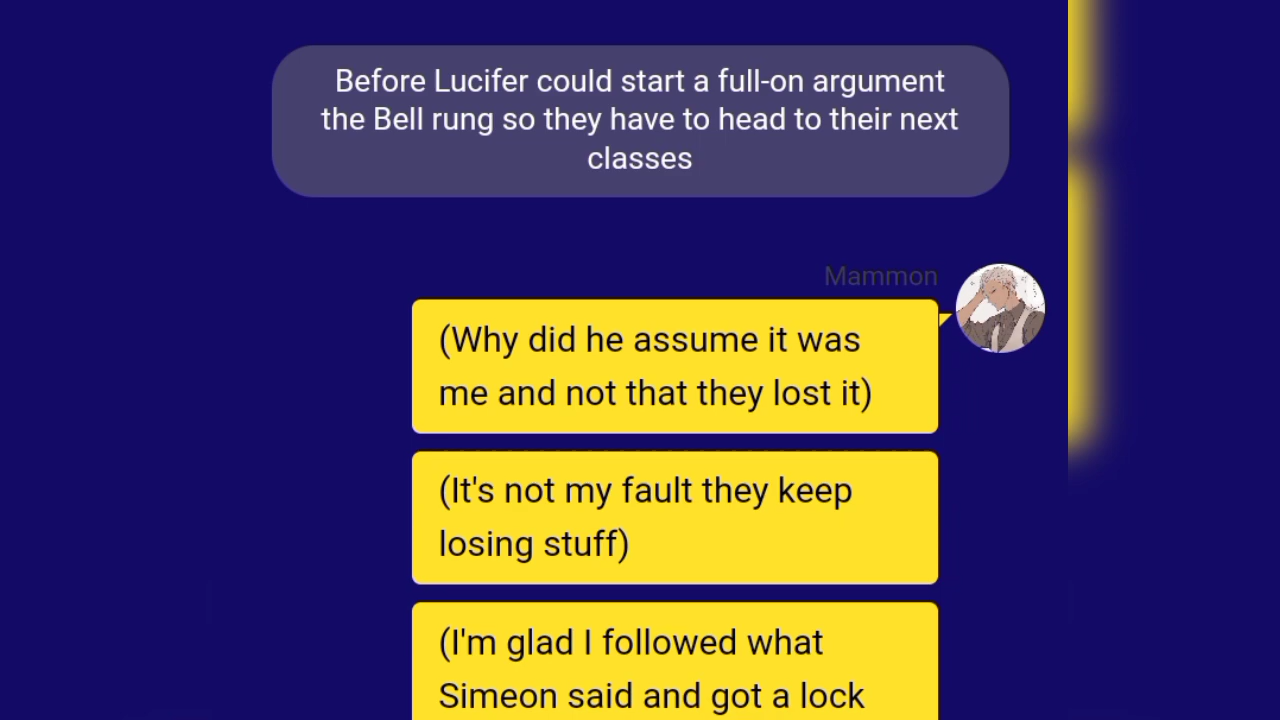 Before Lucifer could start a full-on argument
the Bell rung so they have to head to their next
classes
Mammon
(Why did he assume it was
me and not that they lost it)
(It's not my fault they keep
losing stuff)
(I'm glad I followed what
Simeon said and got a lock